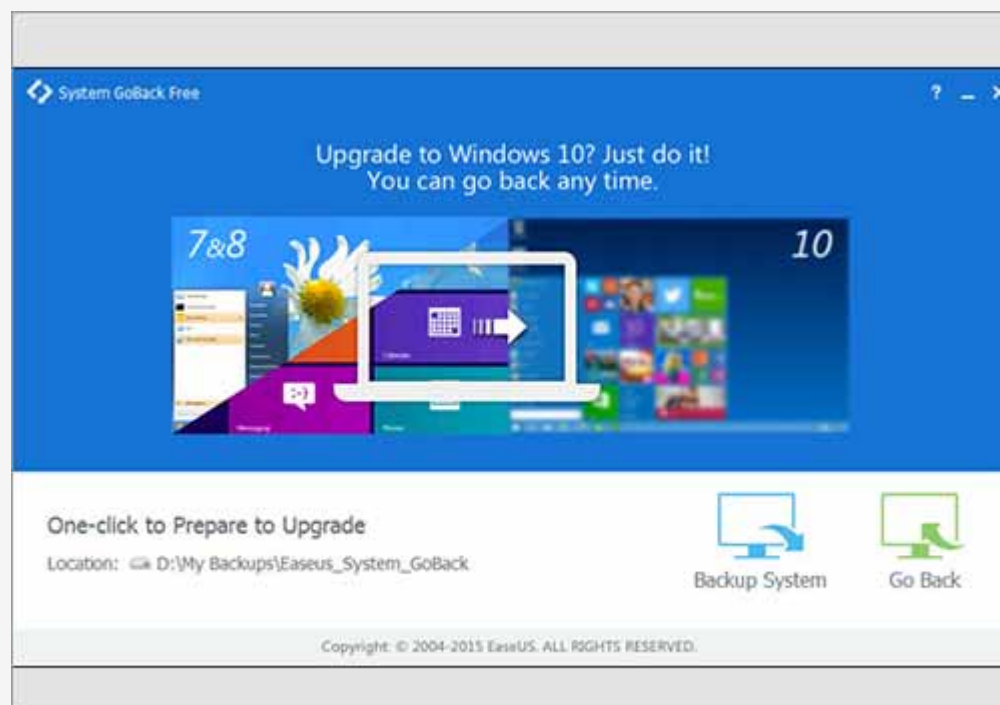 System GoBack Free
?
Upgrade to Windows 10? Just do it!
You can go back any time.
7&8
10
Calendar
:-)
Messaging
One-click to Prepare to Upgrade
Location: D:\My Backups\Easeus_System_GoBack
Backup System
Go Back
Copyright © 2004-2015 EaseUS. ALL RIGHTS RESERVED.